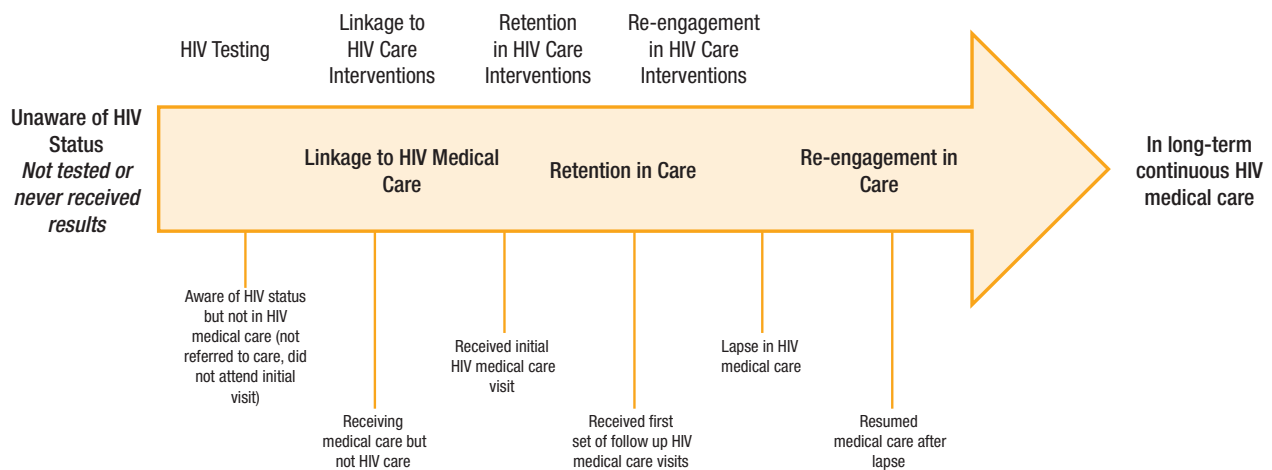 HIV Testing
Linkage to
HIV Care
Interventions
Retention
in HIV Care
Interventions
Re-engagement
in HIV Care
Interventions
Unaware of HIV
Status
Not tested or
never received
results
Linkage to HIV Medical
Care
Retention in Care
Re-engagement in
Care
In long-term
continuous HIV
medical care
Aware of HIV status
but not in HIV
medical care (not
referred to care, did
not attend initial
visit)
Receiving
medical care but
not HIV care
Received initial
HIV medical care
visit
Received first
set of follow up HIV
medical care visits
Lapse in HIV
medical care
Resumed
medical care after
lapse